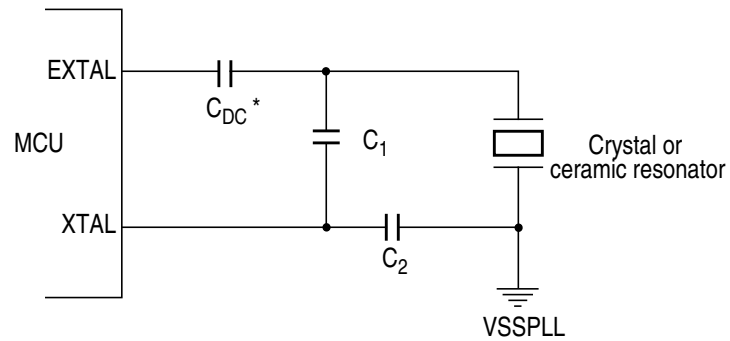 EXTAL
C_DC *
MCU
C_1
Crystal or
ceramic resonator
XTAL
C_2
VSSPLL